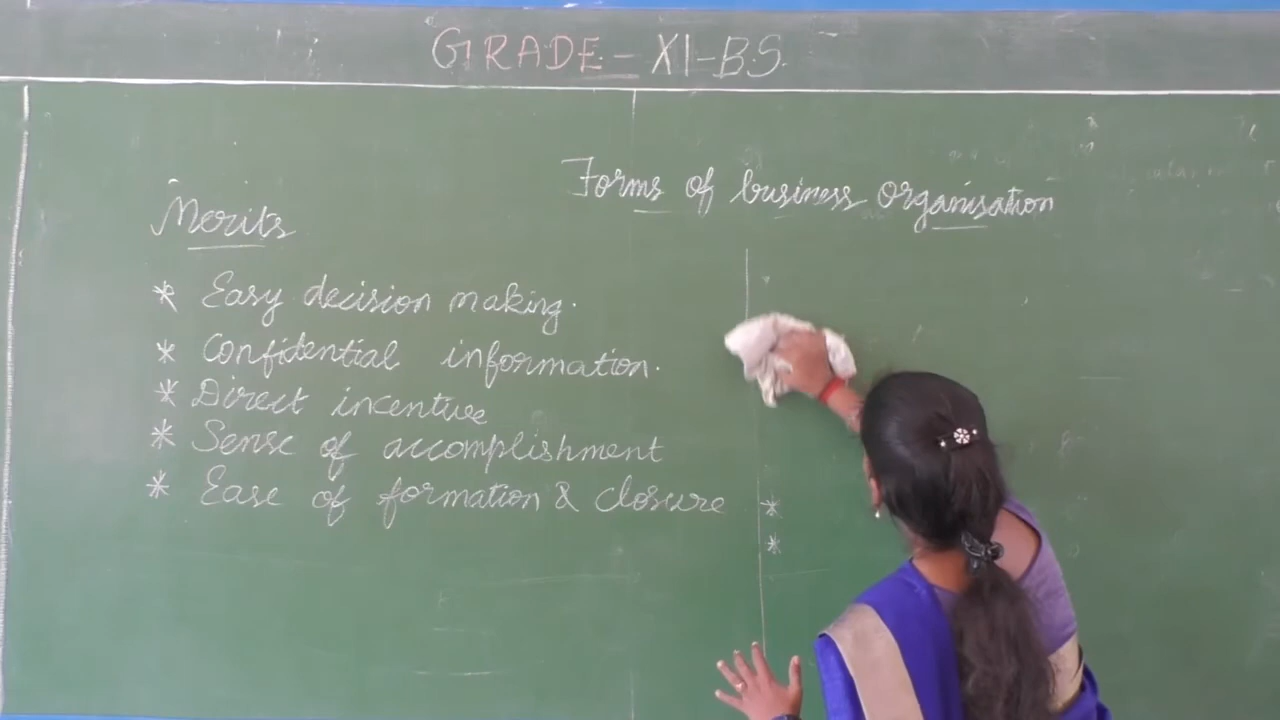 GRADE - XI-B.S.
Forms of business organisation
Merits
* Easy decision making.
* Confidential information.
* Direct incentive
* Sense of accomplishment
* Ease of formation & closure
*
*